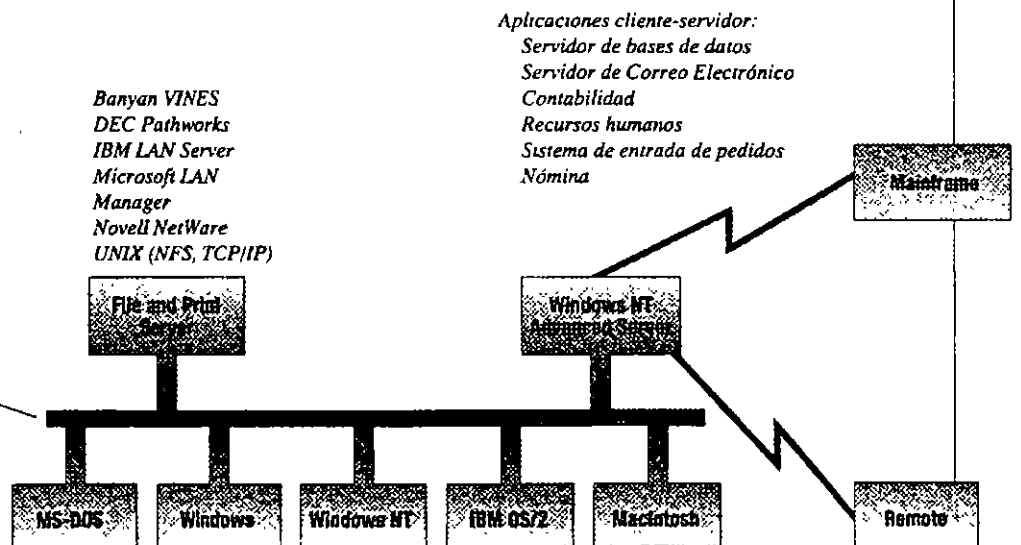 Aplicaciones cliente-servidor:
Servidor de bases de datos
Servidor de Correo Electrónico
Contabilidad
Recursos humanos
Sistema de entrada de pedidos
Nómina
Banyan VINES
DEC Pathworks
IBM LAN Server
Microsoft LAN
Manager
Novell NetWare
UNIX (NFS, TCP/IP)
Mainframe
File and Print
Server
Windows NT
Advanced Server
MS-DOS
Windows
Windows NT
IBM OS/2
Macintosh
Remote